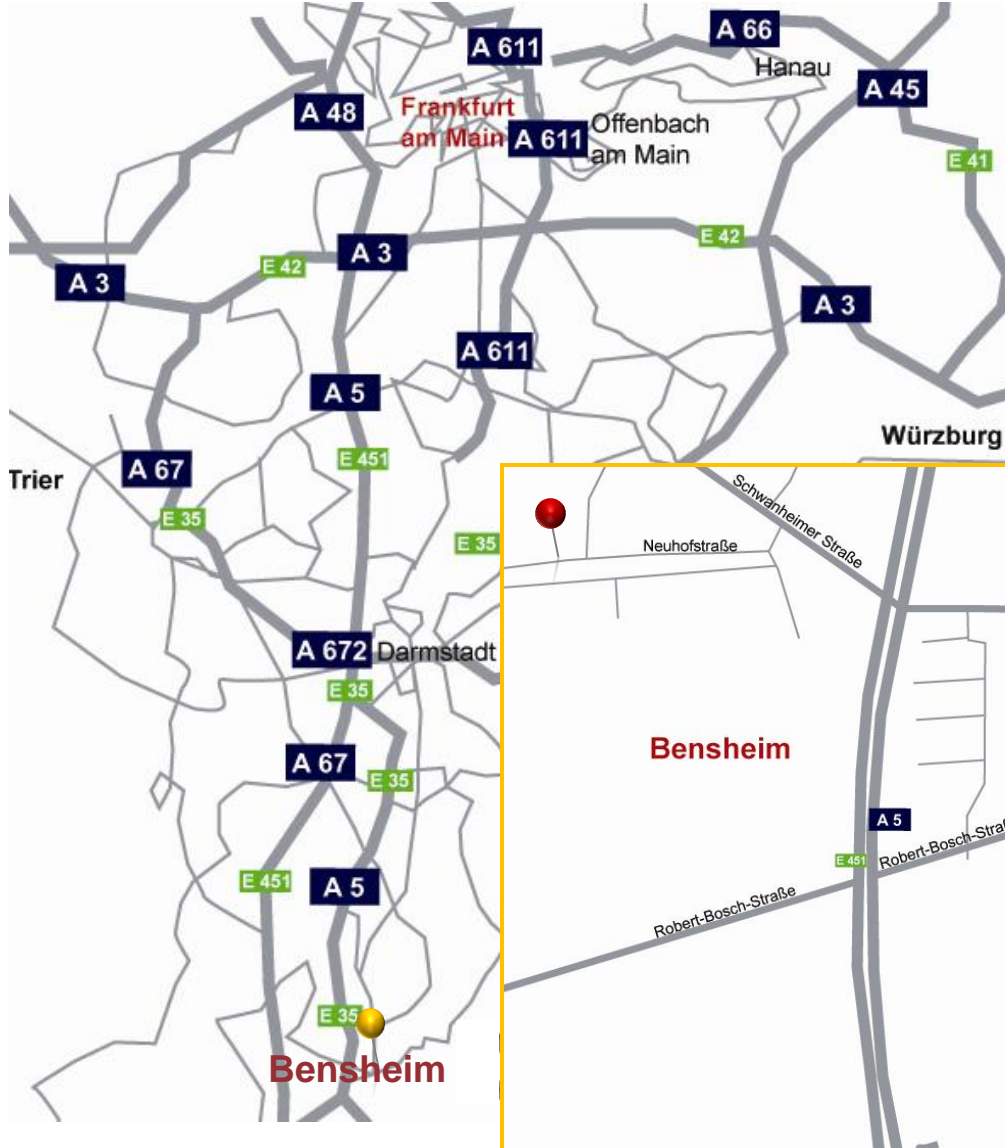 A 611
A 66
Hanau
A 45
A 48
Frankfurt
am Main
A 611
Offenbach
am Main
E 41
E 42
A 3
E 42
A 3
A 3
A 611
A 5
Würzburg
E 451
Trier
A 67
E 35
E 35
A 672
Darmstadt
E 35
A 67
E 35
E 451
A 5
E 35
Bensheim
Schwanheimer Straße
Neuhofstraße
Bensheim
A 5
E 451
Robert-Bosch-Straß
Robert-Bosch-Straße